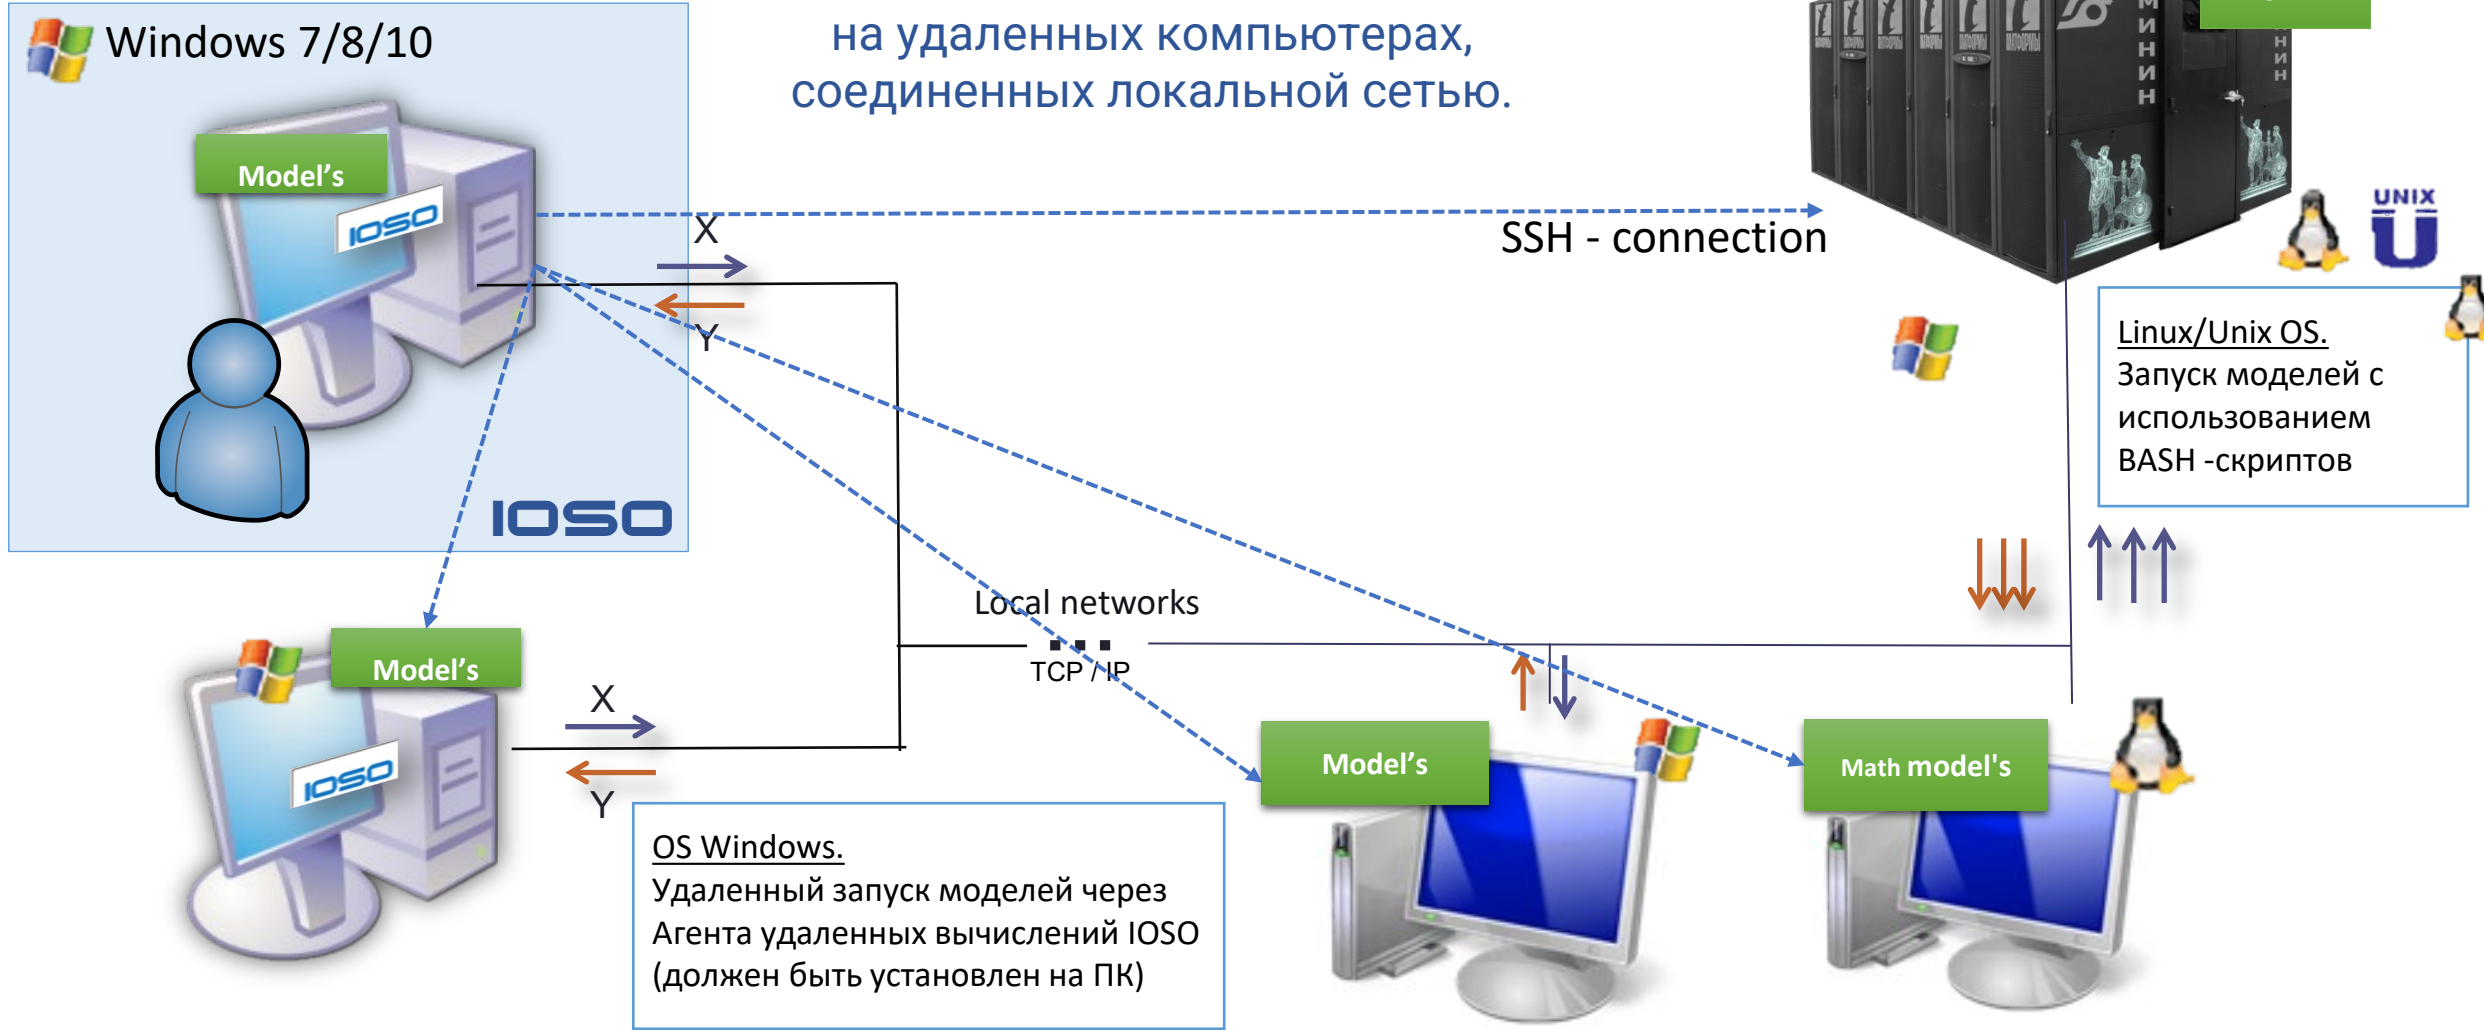 Windows 7/8/10
на удаленных компьютерах,
соединенных локальной сетью.
Model's
IOSO
X
Y
SSH - connection
МИНИН
UNIX
U
Linux/Unix OS.
Запуск моделей с
использованием
BASH -скриптов
IOSO
Local networks
TCP / IP
Model's
IOSO
X
Y
OS Windows.
Удаленный запуск моделей через
Агента удаленных вычислений IOSO
(должен быть установлен на ПК)
Model's
Math model's